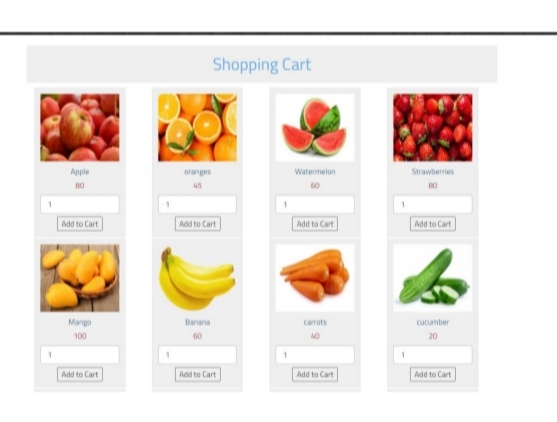 Shopping Cart
Apple
80
1
Add to Cart
oranges
45
1
Add to Cart
Watermelon
60
1
Add to Cart
Strawberries
80
1
Add to Cart
Mango
100
1
Add to Cart
Banana
60
1
Add to Cart
carrots
40
1
Add to Cart
cucumber
20
1
Add to Cart